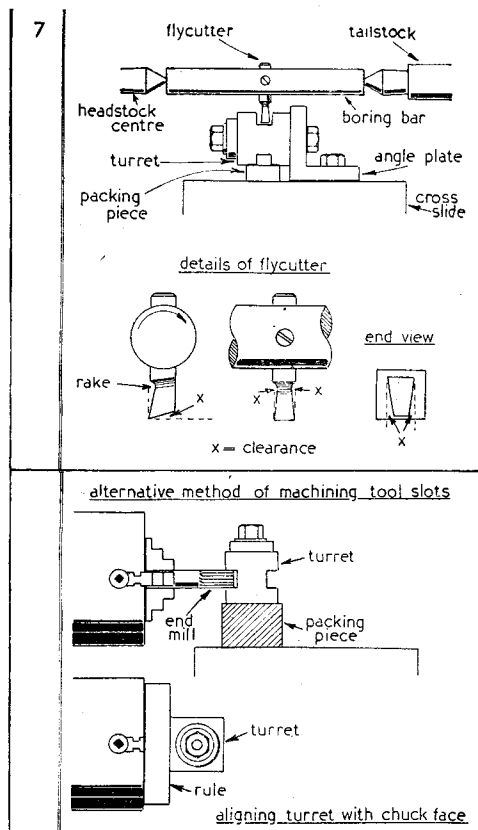 7
flycutter
tailstock
headstock
centre
boring bar
turret
angle plate
packing
piece
cross
slide
details of flycutter
end view
rake
x
x
x
x
x = clearance
alternative method of machining tool slots
turret
end
mill
packing
piece
turret
rule
aligning turret with chuck face